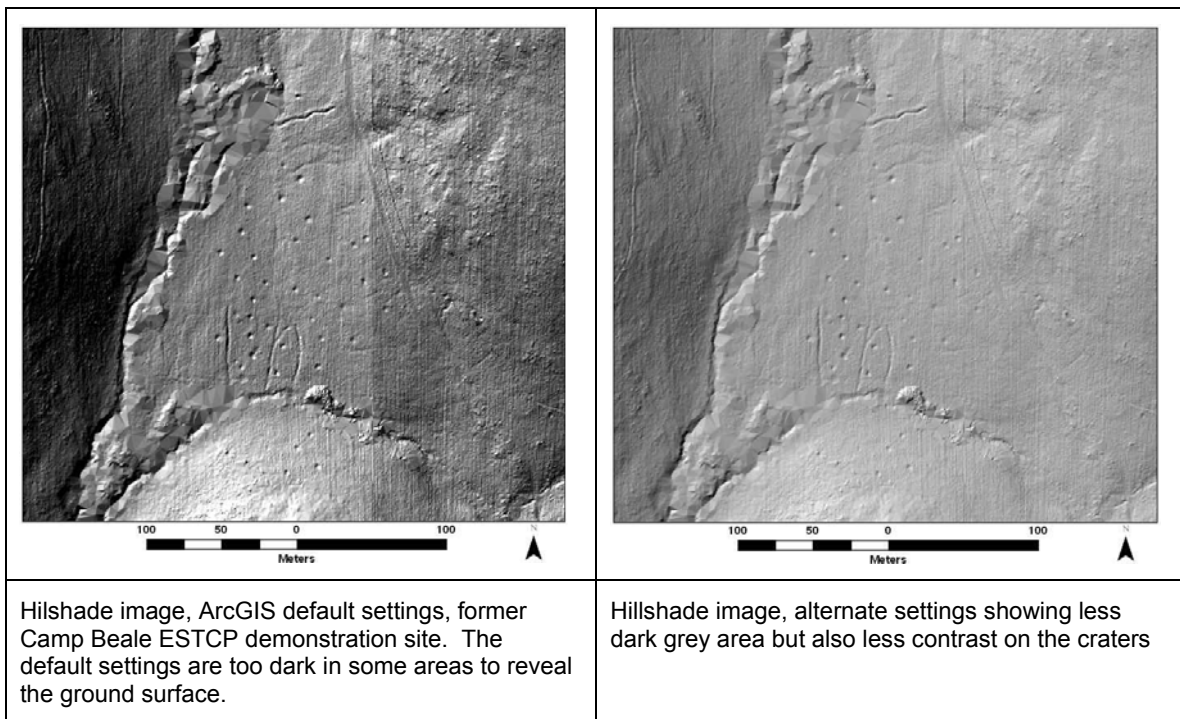 100 50 0 100
Meters
N
100 50 0 100
Meters
N
Hilshade image, ArcGIS default settings, former
Camp Beale ESTCP demonstration site.  The
default settings are too dark in some areas to reveal
the ground surface.
Hillshade image, alternate settings showing less
dark grey area but also less contrast on the craters